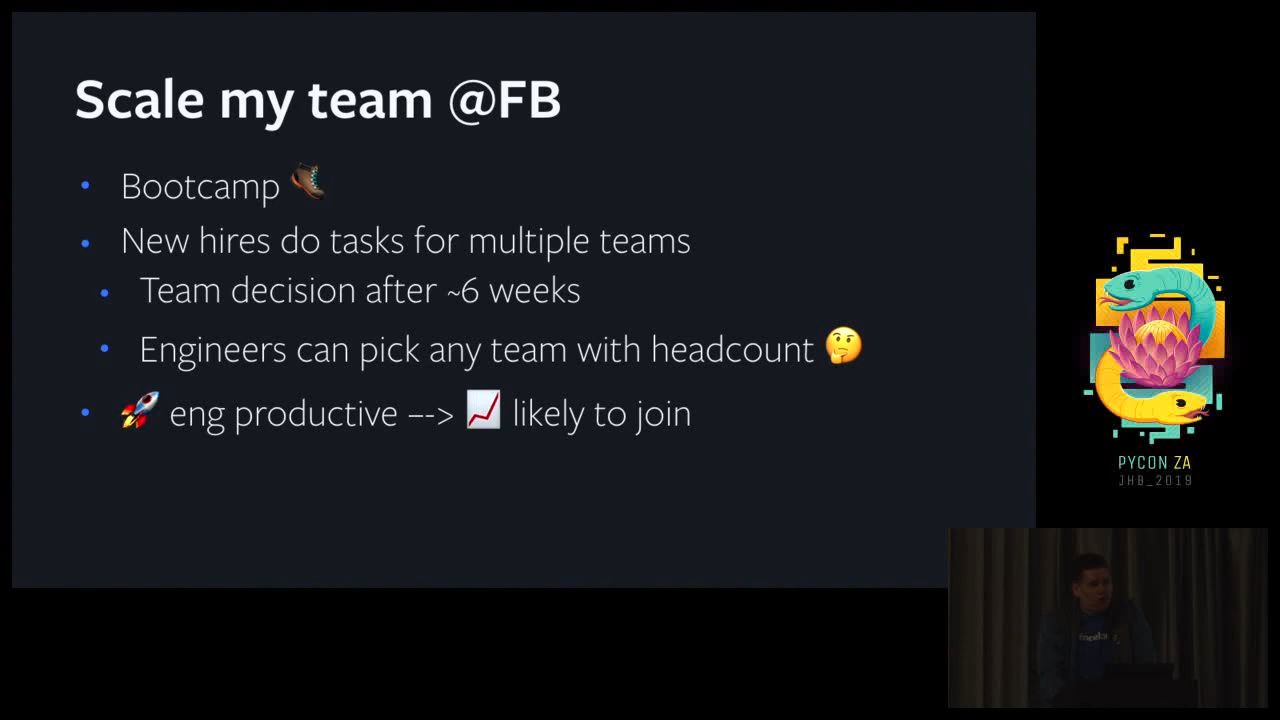 Scale my team @FB
• Bootcamp 🥾
• New hires do tasks for multiple teams
• Team decision after ~6 weeks
• Engineers can pick any team with headcount 🤔
• 🚀 eng productive --> 📈 likely to join
PYCON ZA
JHB_2019